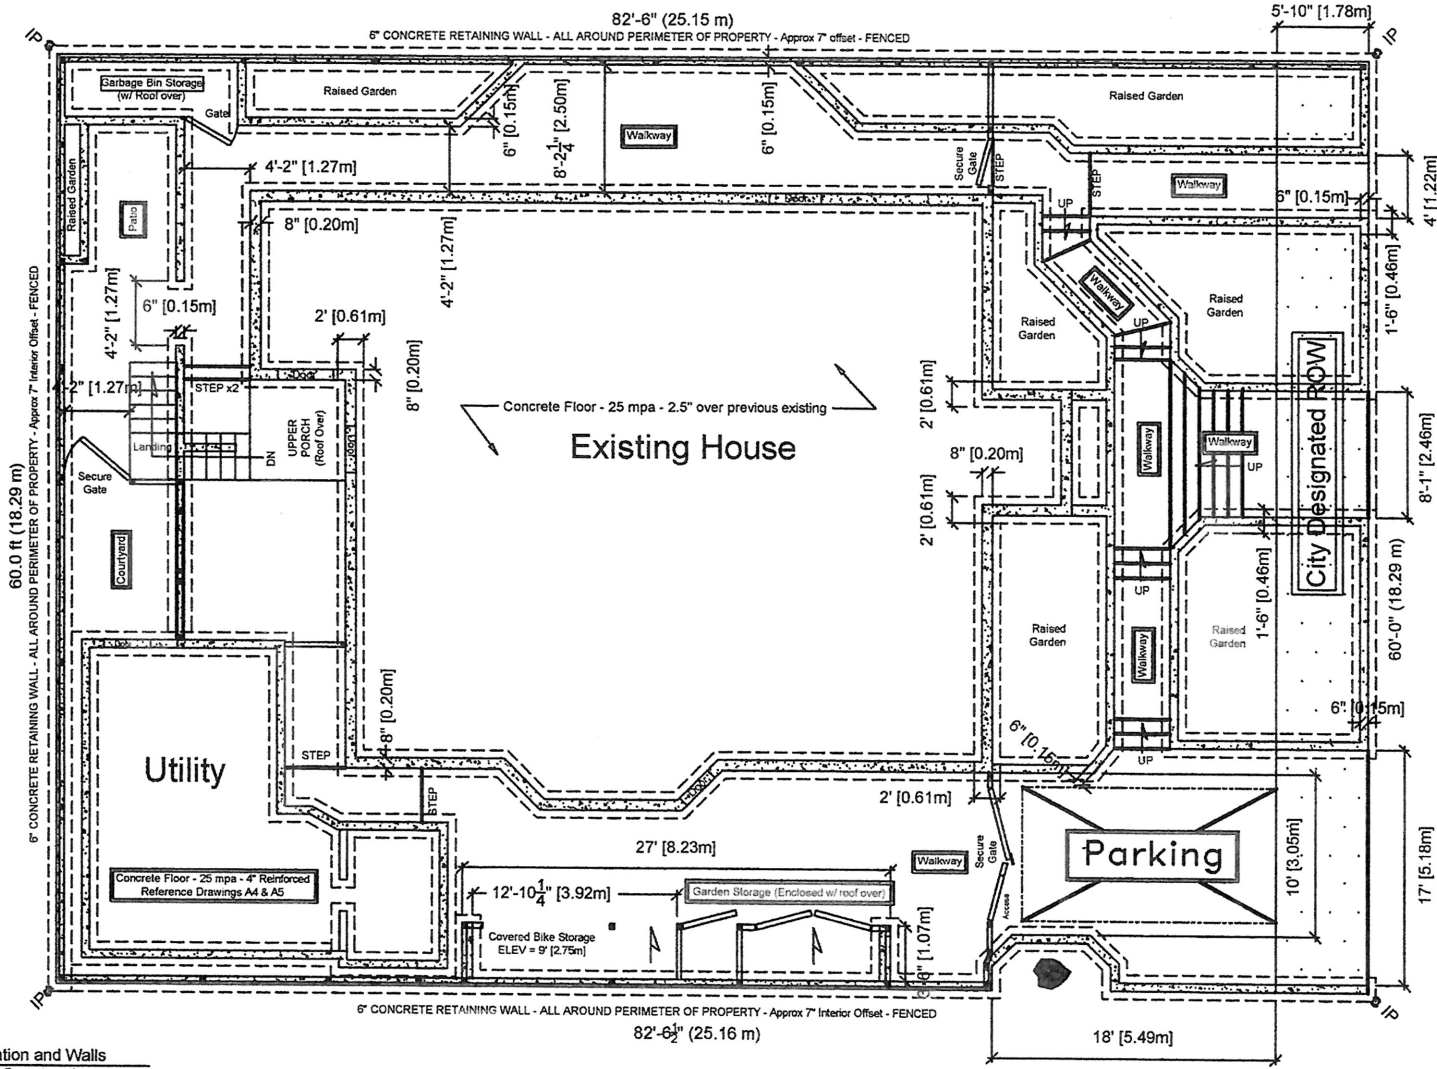 82'-6" (25.15 m)
5'-10" [1.78m]
6" CONCRETE RETAINING WALL - ALL AROUND PERIMETER OF PROPERTY - Approx 7" offset - FENCED
IP
IP
Garbage Bin Storage
(w/ Roof over)
Gate
Raised Garden
6" [0.15m]
8'-2 1/4" [2.50m]
Walkway
6" [0.15m]
Raised Garden
Secure
Gate
STEP
STEP
Walkway
4' [1.22m]
Raised Garden
Patio
4'-2" [1.27m]
8" [0.20m]
4'-2" [1.27m]
Door
UP
6" [0.15m]
1'-6" [0.46m]
4'-2" [1.27m]
6" [0.15m]
2' [0.61m]
8" [0.20m]
Walkway
Raised
Garden
UP
Raised
Garden
City Designated ROW
STEP x2
Door
Landing
DN
UPPER
PORCH
(Roof Over)
Door
Concrete Floor - 25 mpa - 2.5" over previous existing
Existing House
2' [0.61m]
8" [0.20m]
2' [0.61m]
Walkway
Walkway
UP
8'-1" [2.46m]
Secure
Gate
60.0 ft (18.29 m)
6" CONCRETE RETAINING WALL - ALL AROUND PERIMETER OF PROPERTY - Approx 7" Interior Offset - FENCED
Courtyard
UP
1'-6" [0.46m]
60'-0" (18.29 m)
Raised
Garden
Walkway
Raised
Garden
6" [0.15m]
Utility
STEP
8" [0.20m]
STEP
Door
6" [0.15m]
UP
2' [0.61m]
Concrete Floor - 25 mpa - 4" Reinforced
Reference Drawings A4 & A5
27' [8.23m]
12'-10 1/4" [3.92m]
Garden Storage (Enclosed w/ roof over)
Walkway
Secure
Gate
Access
Parking
10' [3.05m]
17' [5.18m]
Covered Bike Storage
ELEV = 9' [2.75m]
IP
IP
6" CONCRETE RETAINING WALL - ALL AROUND PERIMETER OF PROPERTY - Approx 7" Interior Offset - FENCED
82'-6 1/2" (25.16 m)
18' [5.49m]
ation and Walls